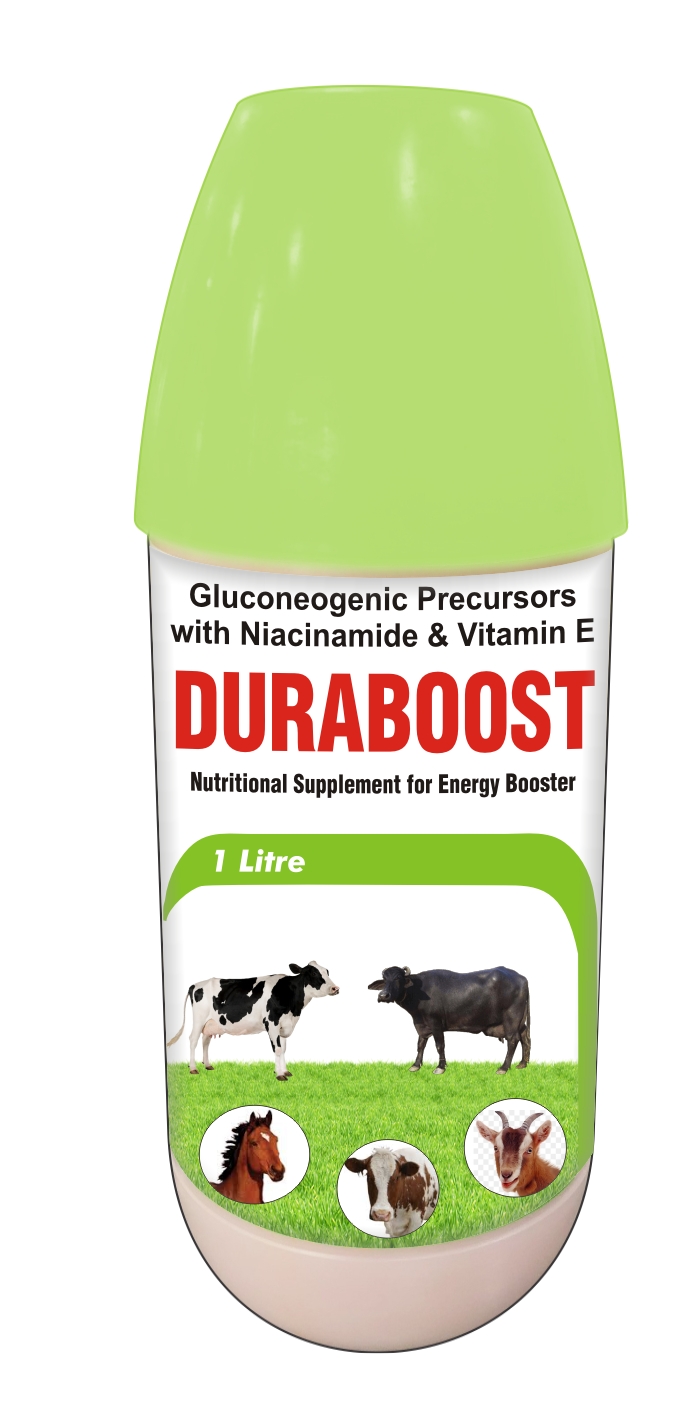 Gluconeogenic Precursors
with Niacinamide & Vitamin E
DURABOOST
Nutritional Supplement for Energy Booster
1 Litre